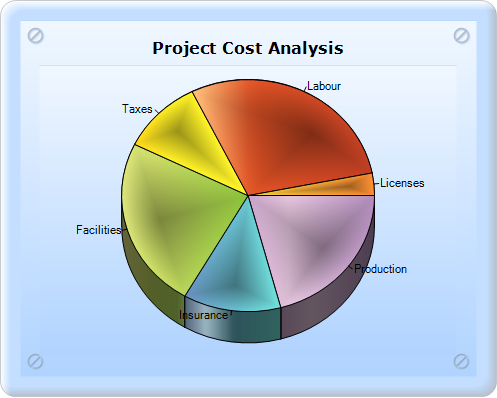 Project Cost Analysis
Labour
Taxes
Licenses
Facilities
Production
Insurance